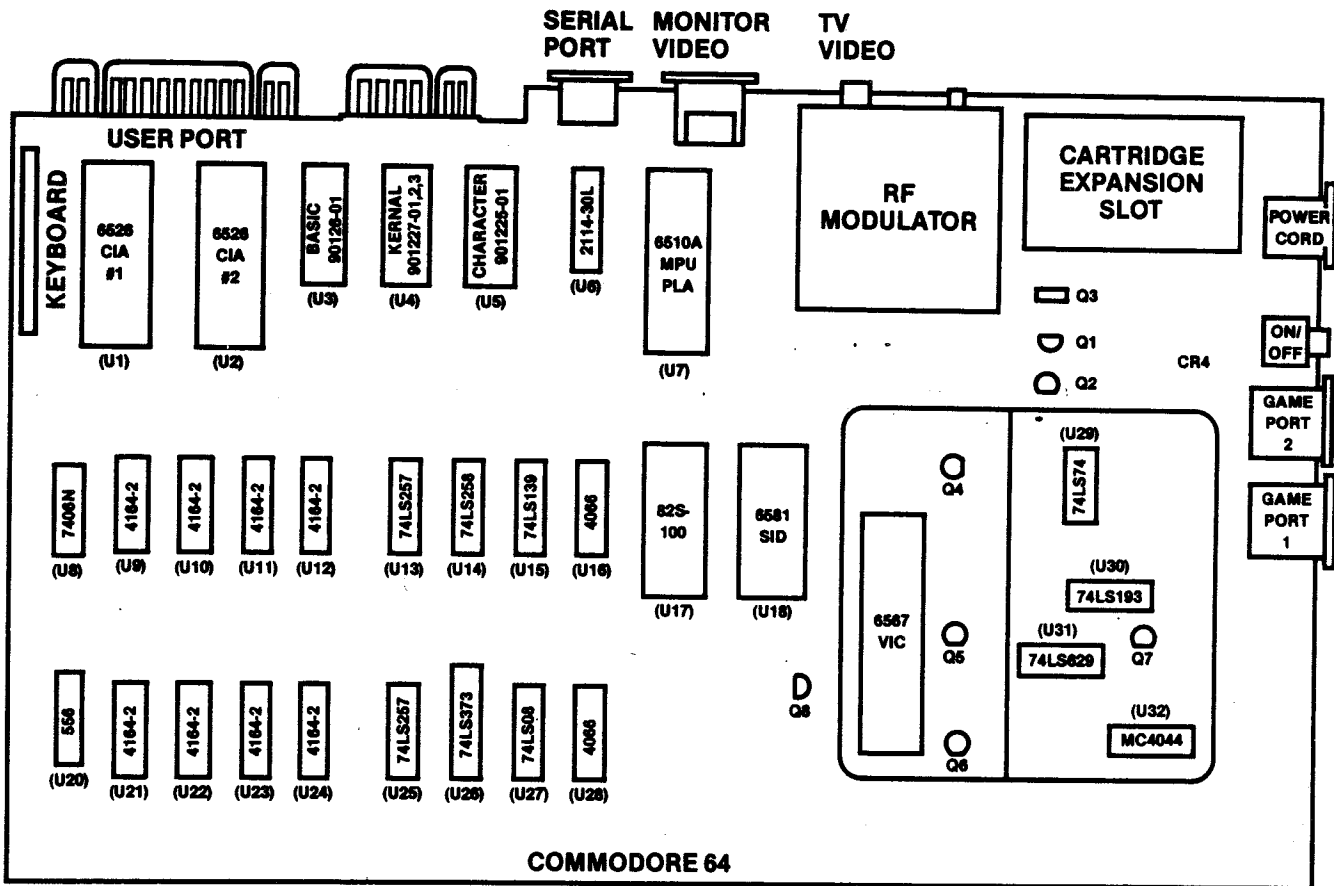 SERIAL PORT
MONITOR VIDEO
TV VIDEO
USER PORT
KEYBOARD
6526 CIA #1
(U1)
6526 CIA #2
(U2)
BASIC 90126-01
(U3)
KERNAL 901227-01,2,3
(U4)
CHARACTER 901225-01
(U5)
2114-30L
(U6)
6510A MPU PLA
(U7)
RF MODULATOR
CARTRIDGE EXPANSION SLOT
POWER CORD
Q3
Q1
Q2
CR4
ON/OFF
GAME PORT 2
GAME PORT 1
7406N
(U8)
4164-2
(U9)
4164-2
(U10)
4164-2
(U11)
4164-2
(U12)
74LS257
(U13)
74LS258
(U14)
74LS139
(U15)
4066
(U16)
82S-100
(U17)
6581 SID
(U18)
Q4
(U29)
74LS74
(U30)
74LS193
6567 VIC
Q5
(U31)
74LS629
Q7
Q8
Q6
(U32)
MC4044
556
(U20)
4164-2
(U21)
4164-2
(U22)
4164-2
(U23)
4164-2
(U24)
74LS257
(U25)
74LS373
(U26)
74LS08
(U27)
4066
(U28)
COMMODORE 64